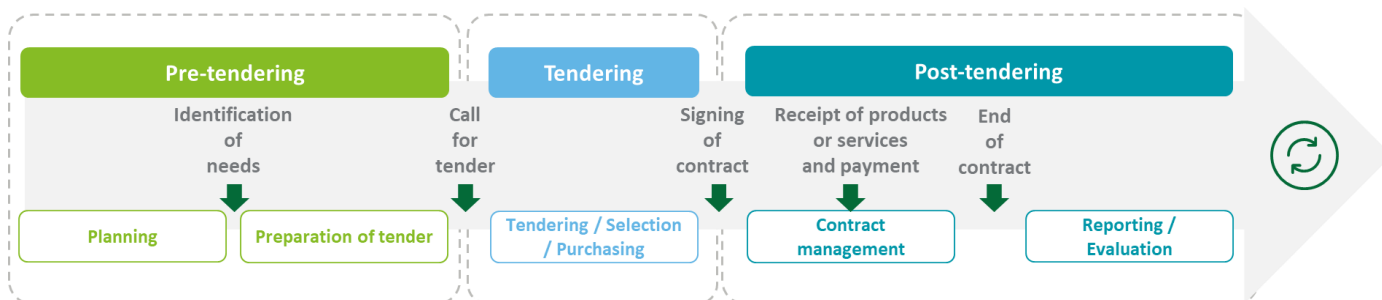 Pre-tendering
Tendering
Post-tendering
Identification
of
needs
Call
for
tender
Signing
of
contract
Receipt of products
or services
and payment
End
of
contract
Planning
Preparation of tender
Tendering / Selection
/ Purchasing
Contract
management
Reporting /
Evaluation